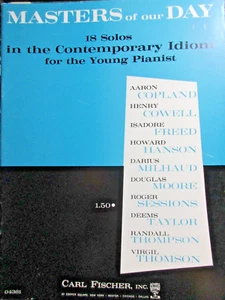 MASTERS of our DAY
18 Solos
in the Contemporary Idiom
for the Young Pianist
AARON
COPLAND
HENRY
COWELL
ISADORE
FREED
HOWARD
HANSON
DARIUS
MILHAUD
DOUGLAS
MOORE
ROGER
SESSIONS
DEEMS
TAYLOR
RANDALL
THOMPSON
VIRGIL
THOMSON
1.50
CARL FISCHER, INC.